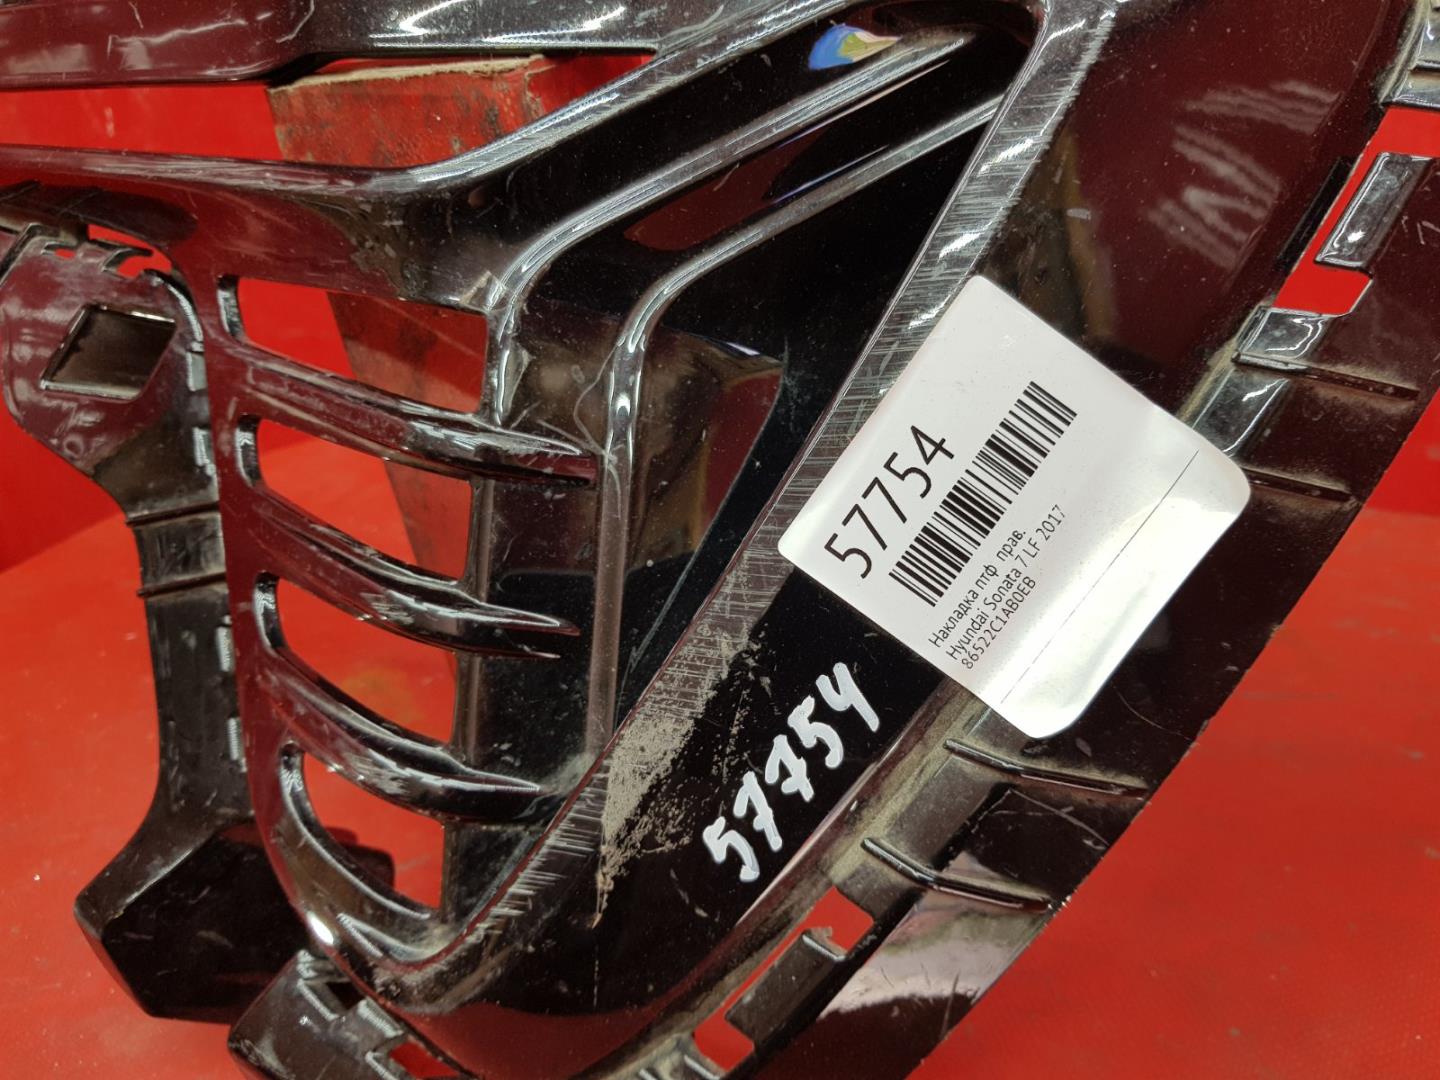 57754
Накладка птф прав.
Hyundai Sonata 7 LF 2017
86522C1AB0EB
57754